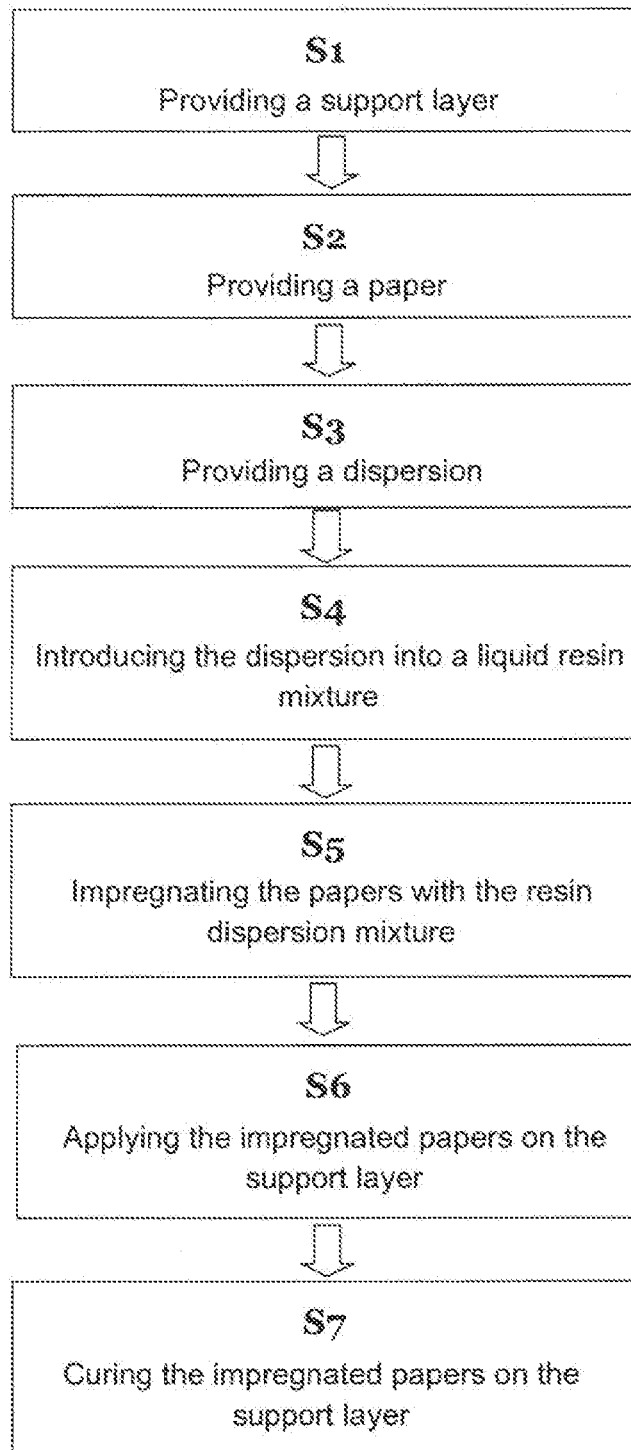 S1
Providing a support layer
S2
Providing a paper
S3
Providing a dispersion
S4
Introducing the dispersion into a liquid resin
mixture
S5
Impregnating the papers with the resin
dispersion mixture
S6
Applying the impregnated papers on the
support layer
S7
Curing the impregnated papers on the
support layer